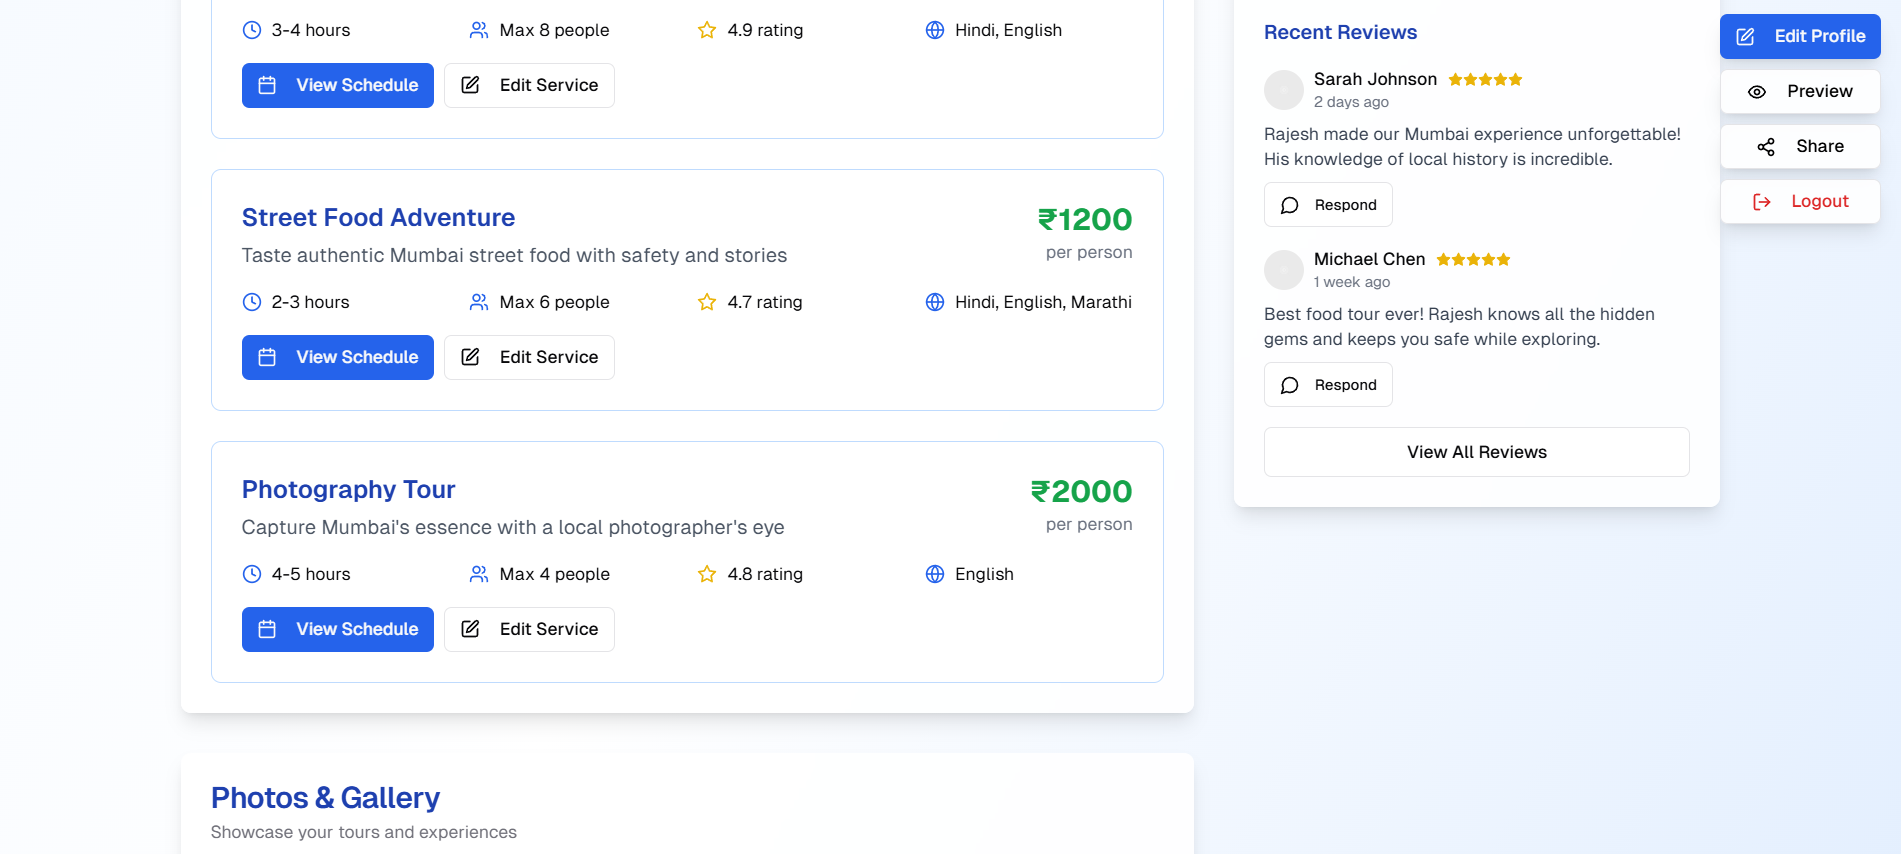 3-4 hours
Max 8 people
4.9 rating
Hindi, English
View Schedule
Edit Service
Street Food Adventure
₹1200
Taste authentic Mumbai street food with safety and stories
per person
2-3 hours
Max 6 people
4.7 rating
Hindi, English, Marathi
View Schedule
Edit Service
Photography Tour
₹2000
Capture Mumbai's essence with a local photographer's eye
per person
4-5 hours
Max 4 people
4.8 rating
English
View Schedule
Edit Service
Photos & Gallery
Showcase your tours and experiences
Recent Reviews
Sarah Johnson
2 days ago
Rajesh made our Mumbai experience unforgettable!
His knowledge of local history is incredible.
Respond
Michael Chen
1 week ago
Best food tour ever! Rajesh knows all the hidden
gems and keeps you safe while exploring.
Respond
View All Reviews
Edit Profile
Preview
Share
Logout